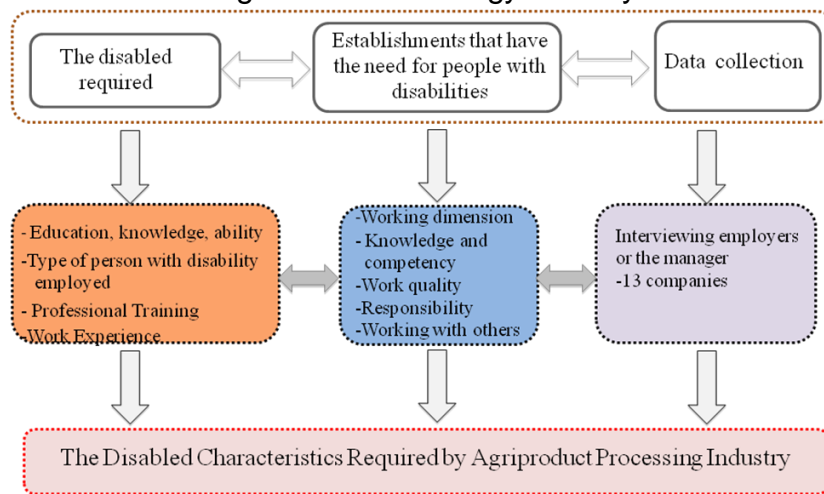 The disabled
required
Establishments that have
the need for people with
disabilities
Data collection
- Education, knowledge, ability
-Type of person with disability
employed
- Professional Training
-Work Experience.
-Working dimension
- Knowledge and
competency
-Work quality
-Responsibility
-Working with others
Interviewing employers
or the manager
-13 companies
The Disabled Characteristics Required by Agriproduct Processing Industry